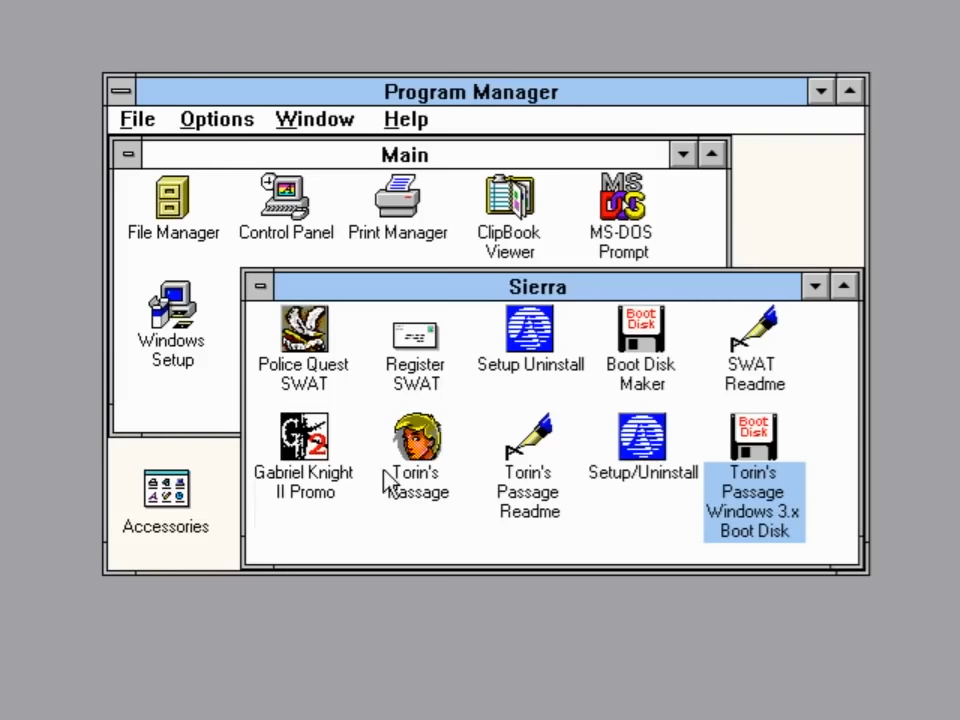 Program Manager
File Options Window Help
Main
File Manager
Control Panel
Print Manager
ClipBook
Viewer
MS
DOS
MS-DOS
Prompt
Windows
Setup
Accessories
Sierra
Police Quest
SWAT
Register
SWAT
Setup Uninstall
Boot
Disk
Boot Disk
Maker
SWAT
Readme
GK
2
Gabriel Knight
II Promo
Torin's
Passage
Torin's
Passage
Readme
Setup/Uninstall
Boot
Disk
Torin's
Passage
Windows 3.x
Boot Disk